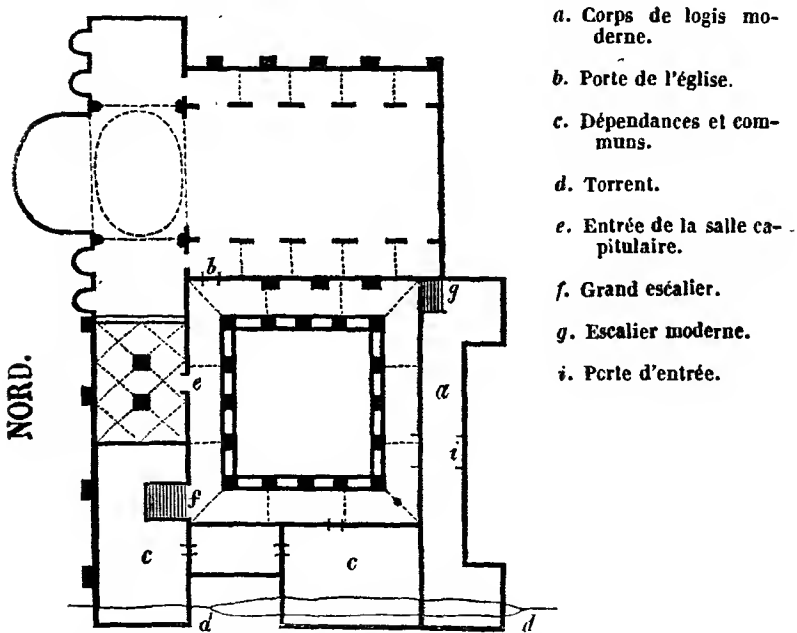 a. Corps de logis mo-
derne.
b. Porte de l'église.
c. Dépendances et com-
muns.
d. Torrent.
e. Entrée de la salle ca-
pitulaire.
f. Grand escalier.
g. Escalier moderne.
i. Pcrte d'entrée.
NORD.
b
g
e
a
i
f
c
c
d
d